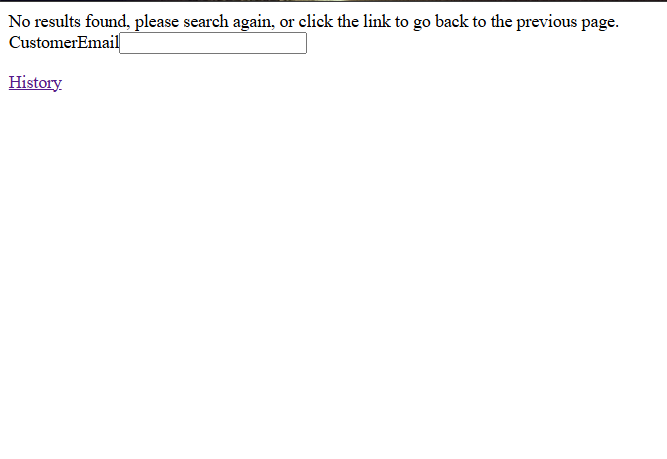 No results found, please search again, or click the link to go back to the previous page.
CustomerEmail
History